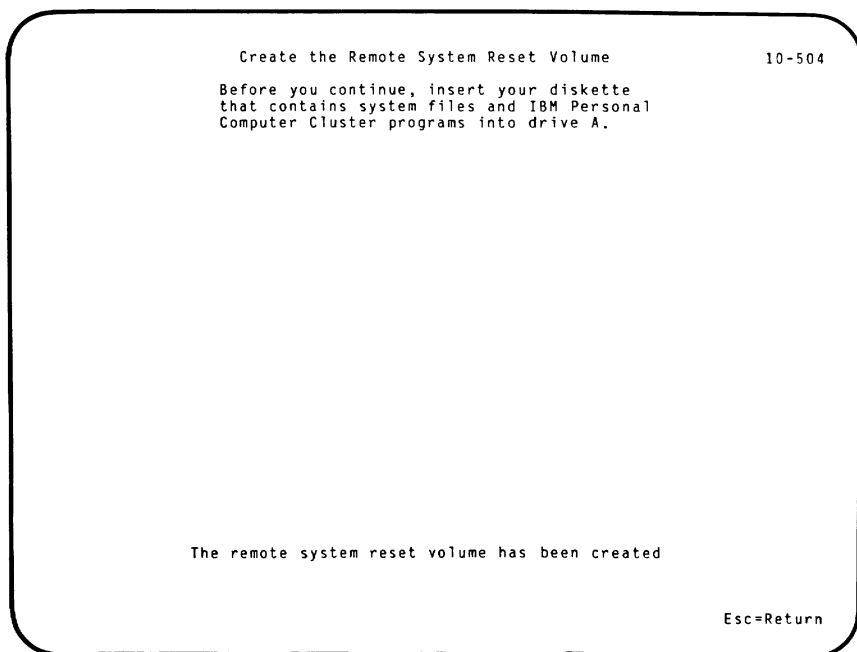 Create the Remote System Reset Volume 10-504
Before you continue, insert your diskette
that contains system files and IBM Personal
Computer Cluster programs into drive A.
The remote system reset volume has been created
Esc=Return